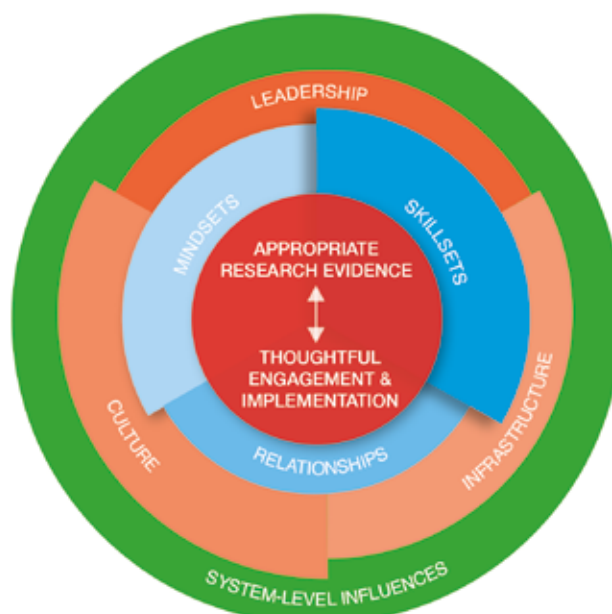 LEADERSHIP
MINDSETS
SKILLSETS
APPROPRIATE
RESEARCH EVIDENCE
THOUGHTFUL
ENGAGEMENT &
IMPLEMENTATION
CULTURE
RELATIONSHIPS
INFRASTRUCTURE
SYSTEM-LEVEL INFLUENCES